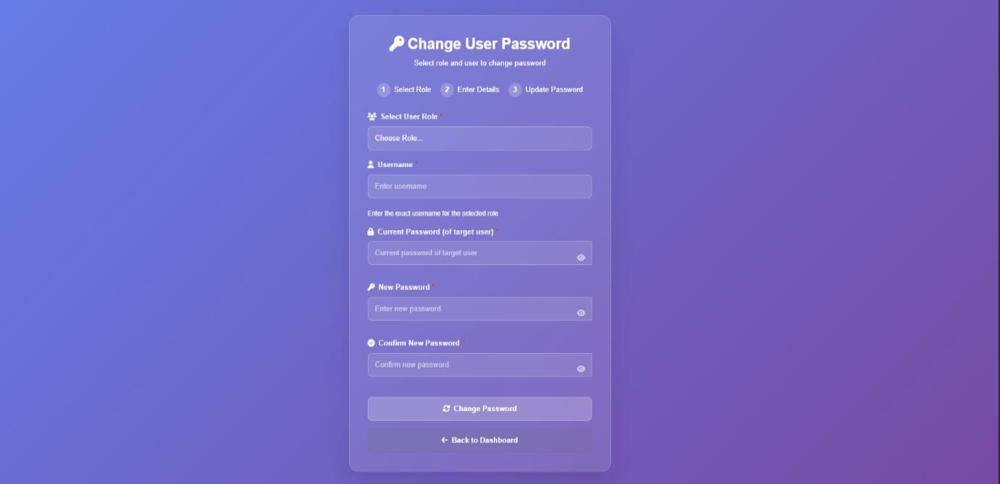 Change User Password
Select role and user to change password
1 Select Role 2 Enter Details 3 Update Password
Select User Role *
Choose Role...
Username *
Enter username
Enter the exact username for the selected role
Current Password (of target user) *
Current password of target user
New Password *
Enter new password
Confirm New Password *
Confirm new password
Change Password
Back to Dashboard